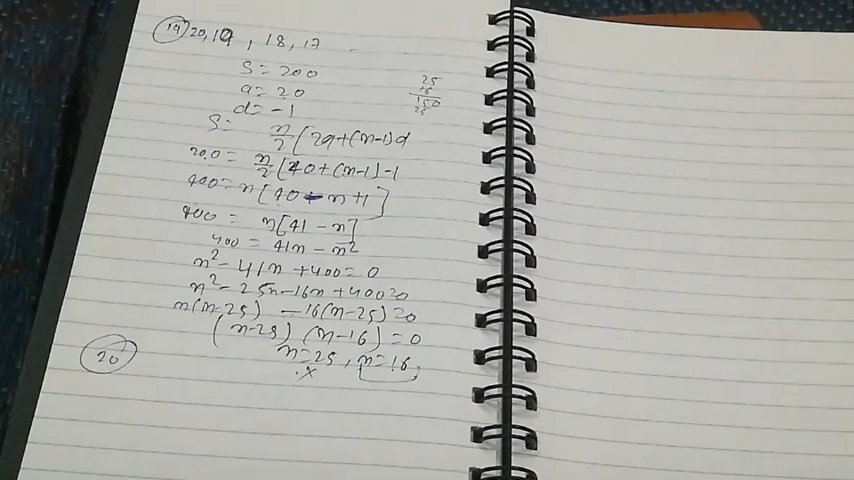 (19) 20, 19, 18, 17
S = 200
a = 20
d = -1
25
16
150
25
S = n/2 (2a+(n-1)d
200 = n/2 (40+(n-1)-1
400 = n[40-n+1]
400 = n[41-n]
400 = 41n-n²
n²-41n+400=0
n²-25n-16n+400=0
n(n-25) -16(n-25)=0
(n-25) (n-16) = 0
n=25, n=16
x
(20)